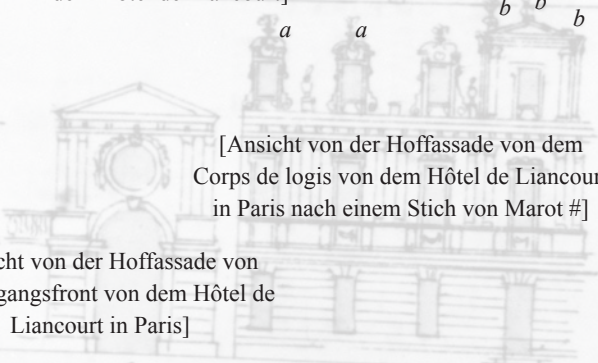 a a b b b
[Ansicht von der Hoffassade von dem
Corps de logis von dem Hôtel de Liancour
in Paris nach einem Stich von Marot #]
cht von der Hoffassade von
gangsfront von dem Hôtel de
Liancourt in Paris]